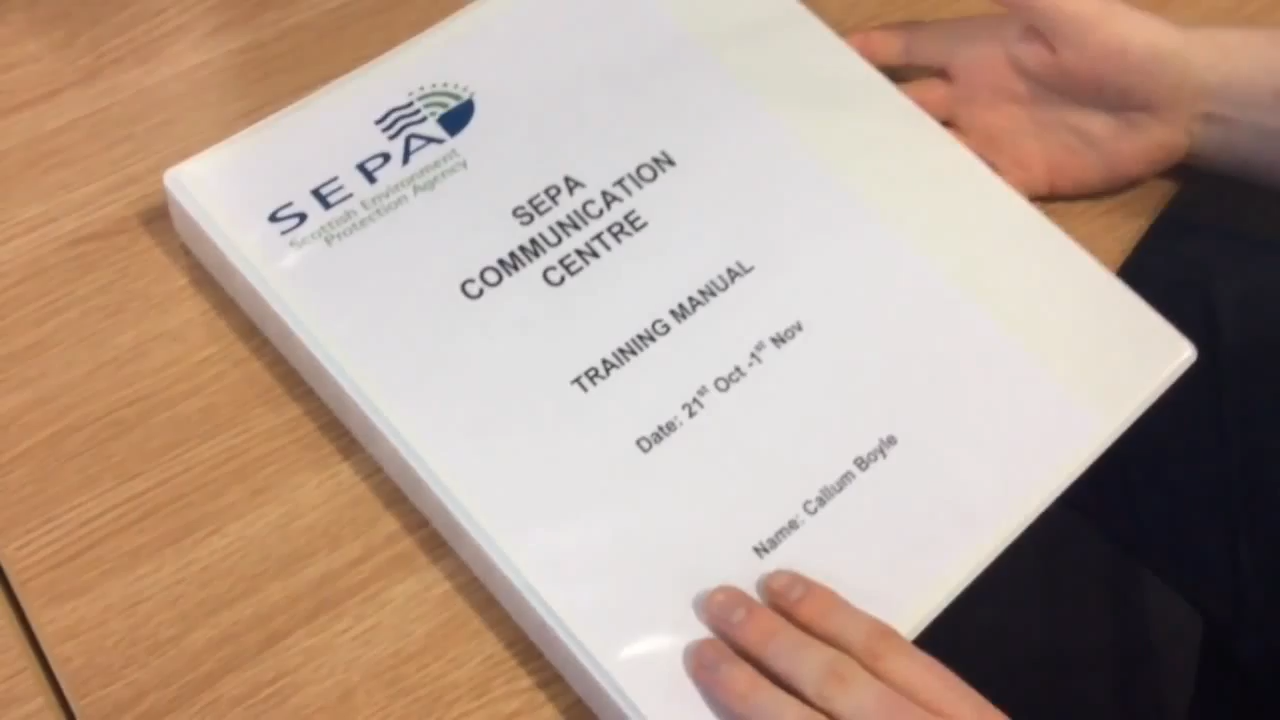 SEPA
Scottish Environment
Protection Agency
SEPA
COMMUNICATION
CENTRE
TRAINING MANUAL
Date: 21st Oct -1st Nov
Name: Callum Boyle